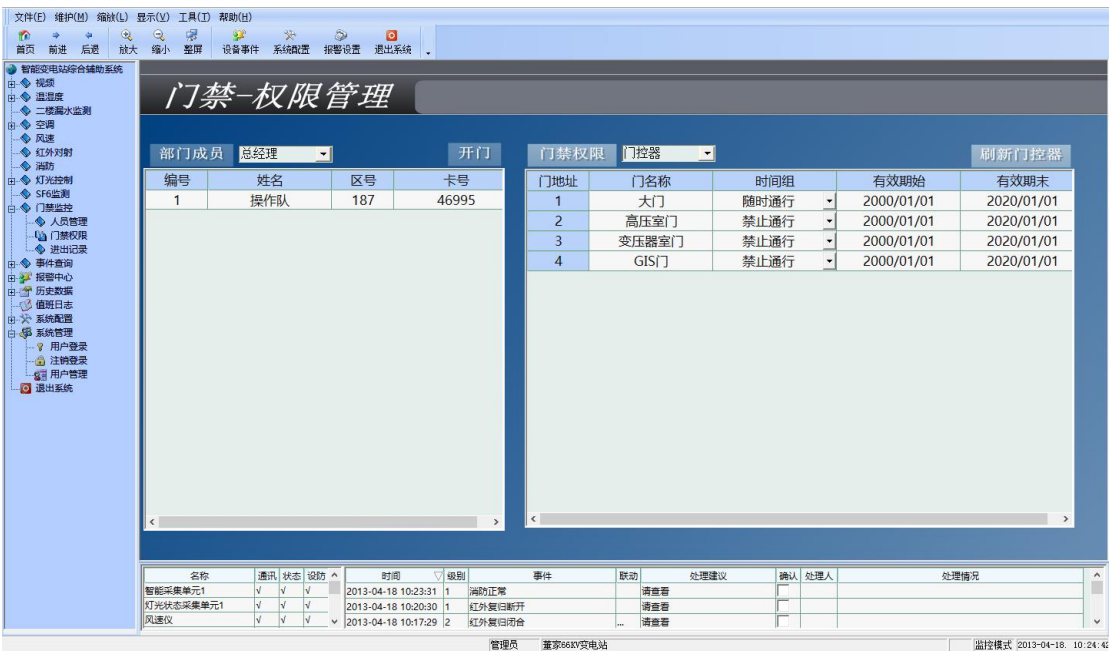 文件(F) 维护(M) 缩放(L) 显示(V) 工具(T) 帮助(H)
首页 前进 后退 放大 缩小 整屏 设备事件 系统配置 报警设置 退出系统
智能变电站综合辅助系统
视频
温湿度
二楼漏水监测
空调
风速
红外对射
消防
灯光控制
SF6监测
门禁监控
人员管理
门禁权限
进出记录
事件查询
报警中心
历史数据
值班日志
系统配置
系统管理
用户登录
注销登录
用户管理
退出系统
门禁-权限管理
部门成员 总经理 开门
编号 姓名 区号 卡号
1 操作队 187 46995
门禁权限 门控器 刷新门控器
门地址 门名称 时间组 有效期始 有效期末
1 大门 随时通行 2000/01/01 2020/01/01
2 高压室门 禁止通行 2000/01/01 2020/01/01
3 变压器室门 禁止通行 2000/01/01 2020/01/01
4 GIS门 禁止通行 2000/01/01 2020/01/01
名称 通讯 状态 设防
智能采集单元1 √ √ √
灯光状态采集单元1 √ √ √
风速仪 √ √ √
时间 级别 事件 联动 处理建议 确认 处理人 处理情况
2013-04-18 10:23:31 1 消防正常 请查看
2013-04-18 10:20:30 1 红外复归断开 请查看
2013-04-18 10:17:29 2 红外复归闭合 ... 请查看
管理员 董家66KV变电站 监控模式 2013-04-18. 10:24:42